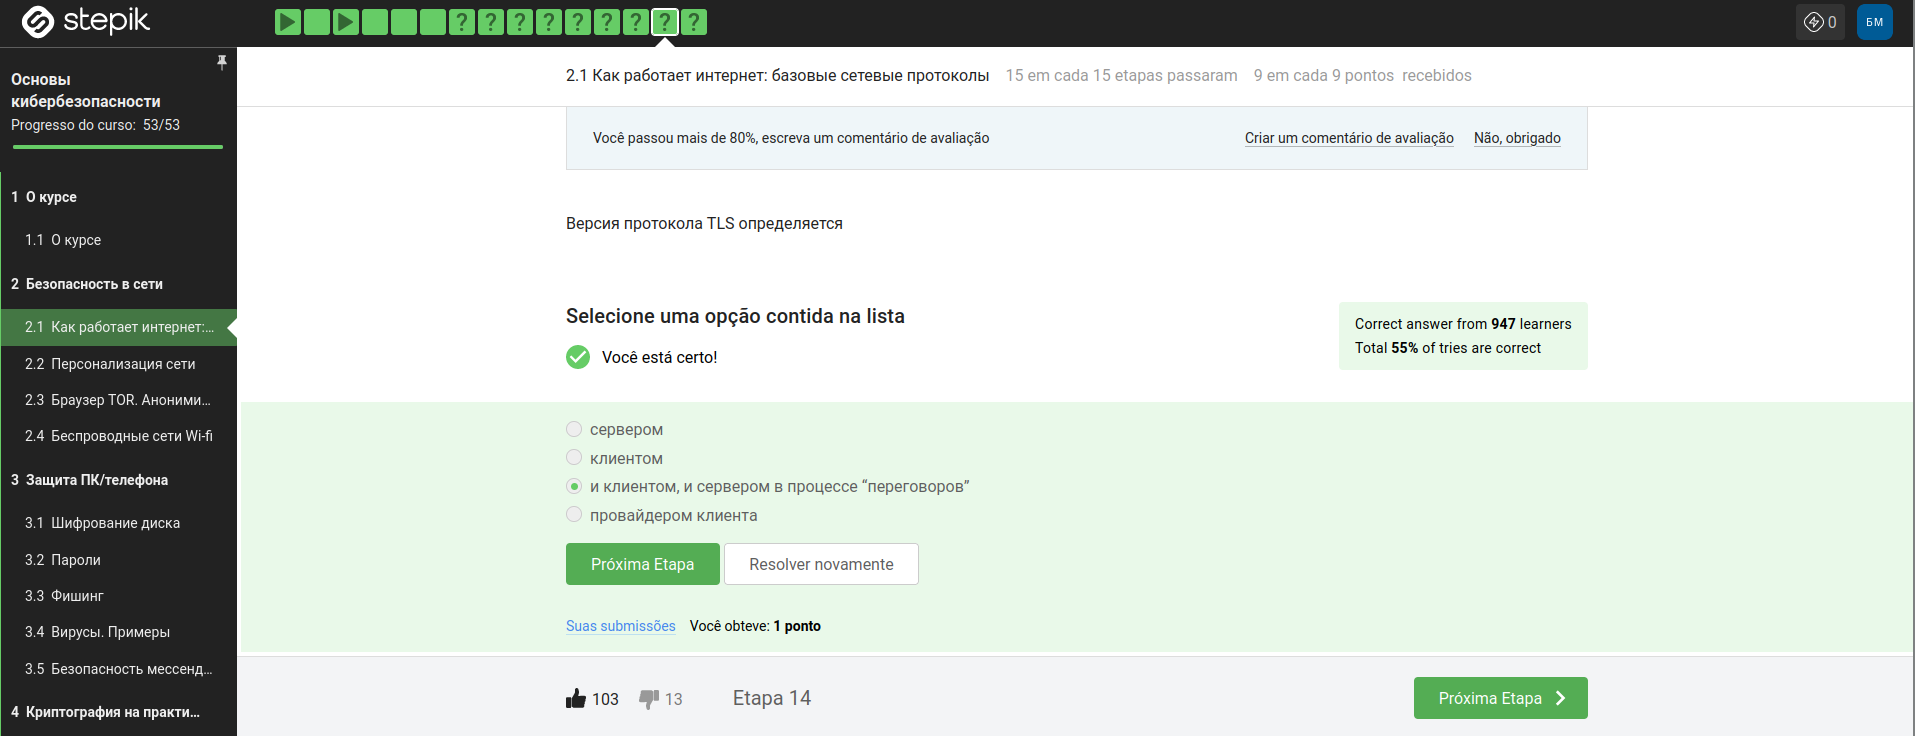 stepik
? ? ? ? ? ? ? ? ?
0
БМ
Основы
кибербезопасности
Progresso do curso: 53/53
1 О курсе
1.1 О курсе
2 Безопасность в сети
2.1 Как работает интернет:...
2.2 Персонализация сети
2.3 Браузер TOR. Аноними...
2.4 Беспроводные сети Wi-fi
3 Защита ПК/телефона
3.1 Шифрование диска
3.2 Пароли
3.3 Фишинг
3.4 Вирусы. Примеры
3.5 Безопасность мессенд...
4 Криптография на практи...
2.1 Как работает интернет: базовые сетевые протоколы 15 em cada 15 etapas passaram 9 em cada 9 pontos recebidos
Você passou mais de 80%, escreva um comentário de avaliação Criar um comentário de avaliação Não, obrigado
Версия протокола TLS определяется
Selecione uma opção contida na lista
Você está certo!
Correct answer from 947 learners
Total 55% of tries are correct
сервером
клиентом
и клиентом, и сервером в процессе “переговоров”
провайдером клиента
Próxima Etapa Resolver novamente
Suas submissões Você obteve: 1 ponto
103 13 Etapa 14 Próxima Etapa